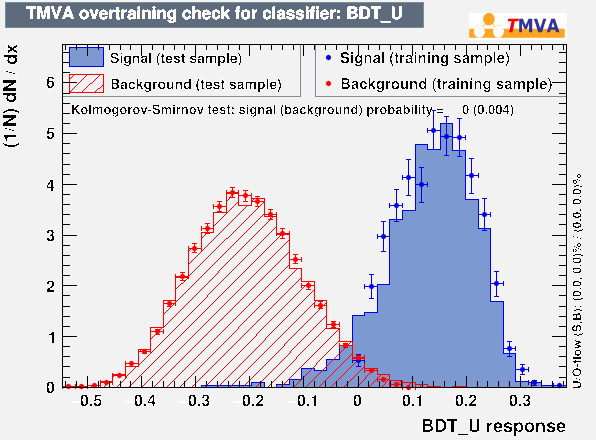 TMVA overtraining check for classifier: BDT_U
TMVA
Signal (test sample)
Background (test sample)
Signal (training sample)
Background (training sample)
Kolmogorov-Smirnov test: signal (background) probability = 0 (0.004)
(1/N) dN / dx
6
5
4
3
2
1
0
0.5 0.4 0.3 0.2 0.1 0 0.1 0.2 0.3
BDT_U response
U/O-flow (S,B): (0.0, 0.0)% / (0.0, 0.0)%